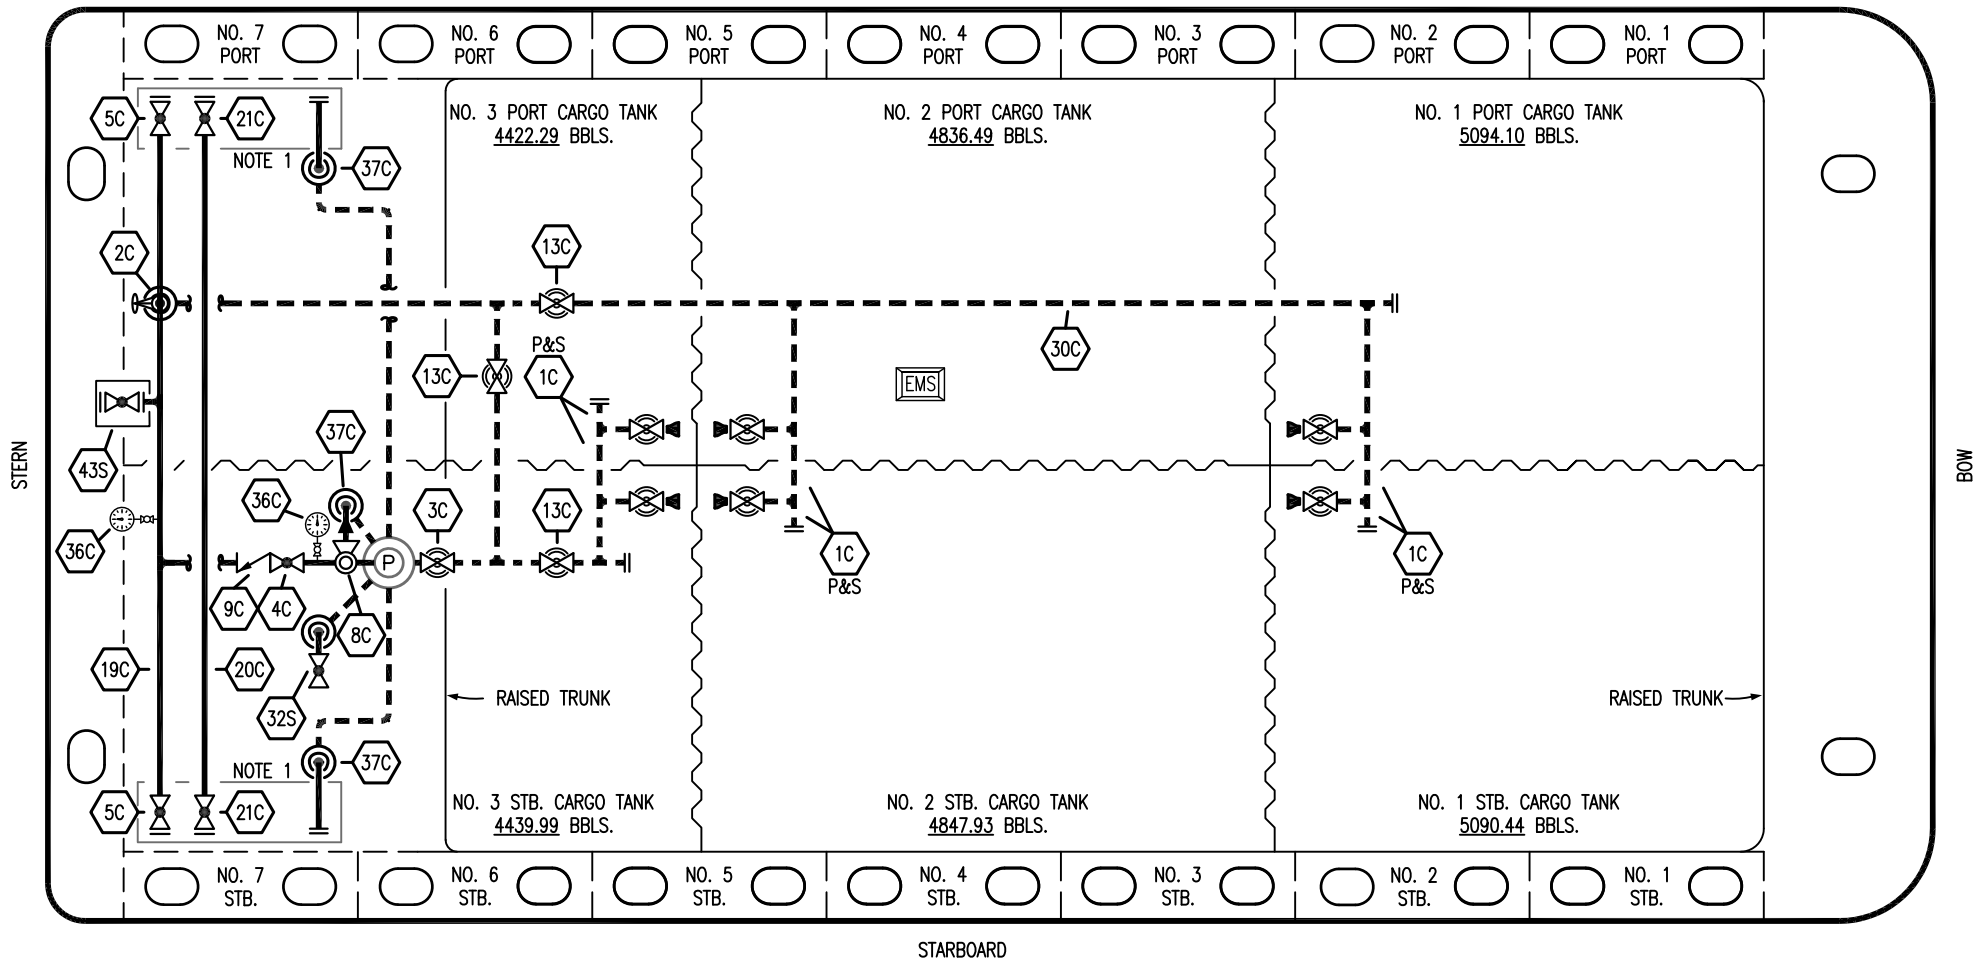 NO. 7
PORT
NO. 6
PORT
NO. 5
PORT
NO. 4
PORT
NO. 3
PORT
NO. 2
PORT
NO. 1
PORT
5C
21C
NOTE 1
37C
NO. 3 PORT CARGO TANK
4422.29 BBLS.
NO. 2 PORT CARGO TANK
4836.49 BBLS.
NO. 1 PORT CARGO TANK
5094.10 BBLS.
2C
13C
30C
P&S
1C
13C
EMS
STERN
BOW
43S
37C
36C
36C
3C
13C
P
9C
4C
8C
1C
P&S
1C
P&S
19C
20C
32S
RAISED TRUNK
RAISED TRUNK
NOTE 1
37C
5C
21C
NO. 3 STB. CARGO TANK
4439.99 BBLS.
NO. 2 STB. CARGO TANK
4847.93 BBLS.
NO. 1 STB. CARGO TANK
5090.44 BBLS.
NO. 7
STB.
NO. 6
STB.
NO. 5
STB.
NO. 4
STB.
NO. 3
STB.
NO. 2
STB.
NO. 1
STB.
STARBOARD